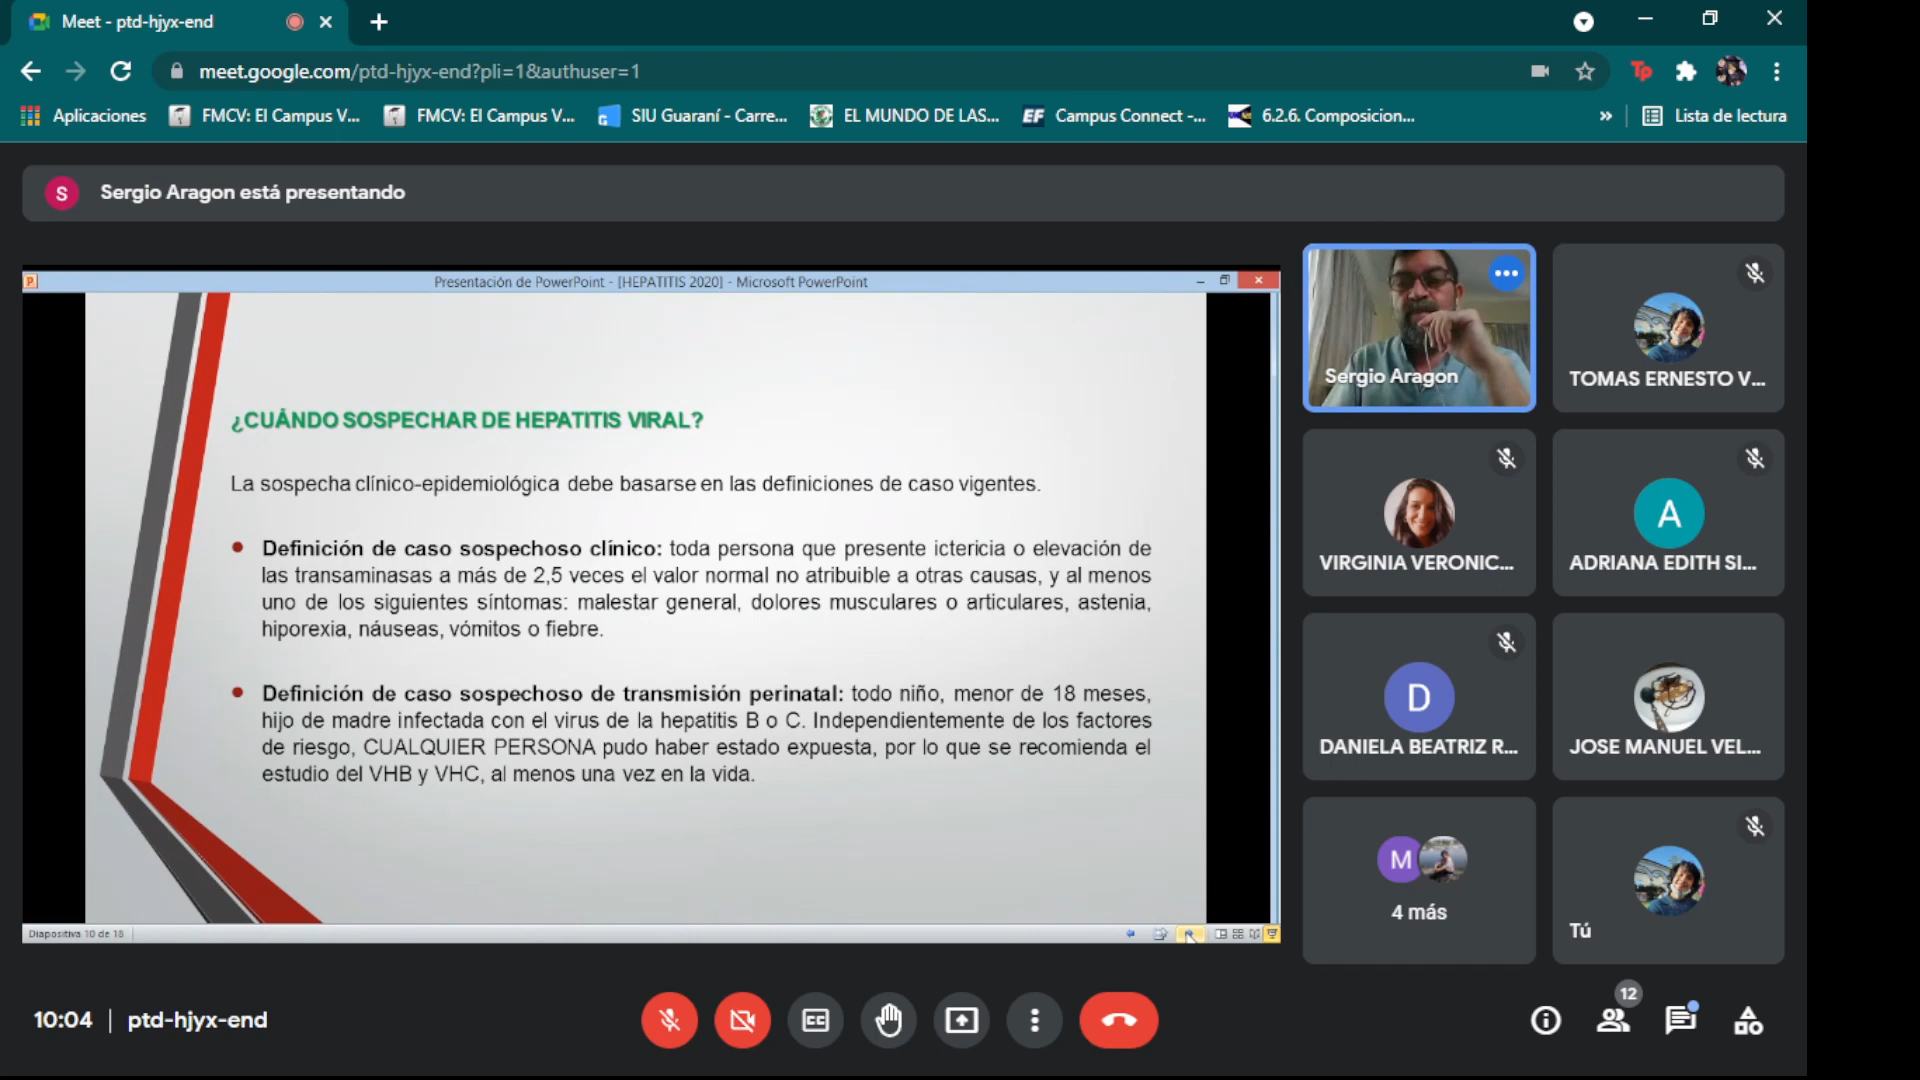 Meet - ptd-hjyx-end
meet.google.com/ptd-hjyx-end?pli=1&authuser=1
Tp
Aplicaciones
FMCV: El Campus V...
FMCV: El Campus V...
SIU Guaraní - Carre...
EL MUNDO DE LAS...
EF
Campus Connect -...
6.2.6. Composicion...
»
Lista de lectura
S
Sergio Aragon está presentando
Presentación de PowerPoint - [HEPATITIS 2020] - Microsoft PowerPoint
¿CUÁNDO SOSPECHAR DE HEPATITIS VIRAL?
La sospecha clínico-epidemiológica debe basarse en las definiciones de caso vigentes.
Definición de caso sospechoso clínico: toda persona que presente ictericia o elevación de
las transaminasas a más de 2,5 veces el valor normal no atribuible a otras causas, y al menos
uno de los siguientes síntomas: malestar general, dolores musculares o articulares, astenia,
hiporexia, náuseas, vómitos o fiebre.
Definición de caso sospechoso de transmisión perinatal: todo niño, menor de 18 meses,
hijo de madre infectada con el virus de la hepatitis B o C. Independientemente de los factores
de riesgo, CUALQUIER PERSONA pudo haber estado expuesta, por lo que se recomienda el
estudio del VHB y VHC, al menos una vez en la vida.
Diapositiva 10 de 18
Sergio Aragon
TOMAS ERNESTO V...
VIRGINIA VERONIC...
A
ADRIANA EDITH SI...
D
DANIELA BEATRIZ R...
JOSE MANUEL VEL...
M
4 más
Tú
10:04 | ptd-hjyx-end
CC
12